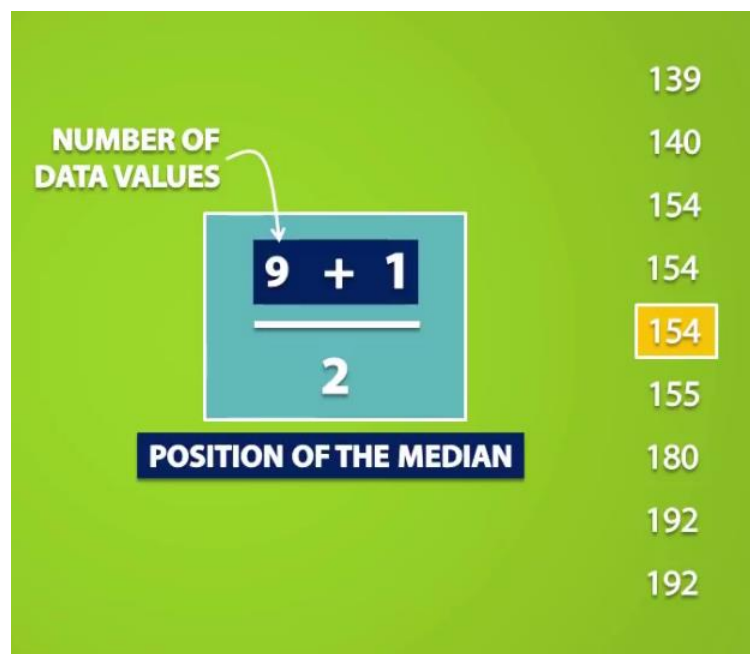 NUMBER OF
DATA VALUES
9 + 1
2
POSITION OF THE MEDIAN
139
140
154
154
154
155
180
192
192